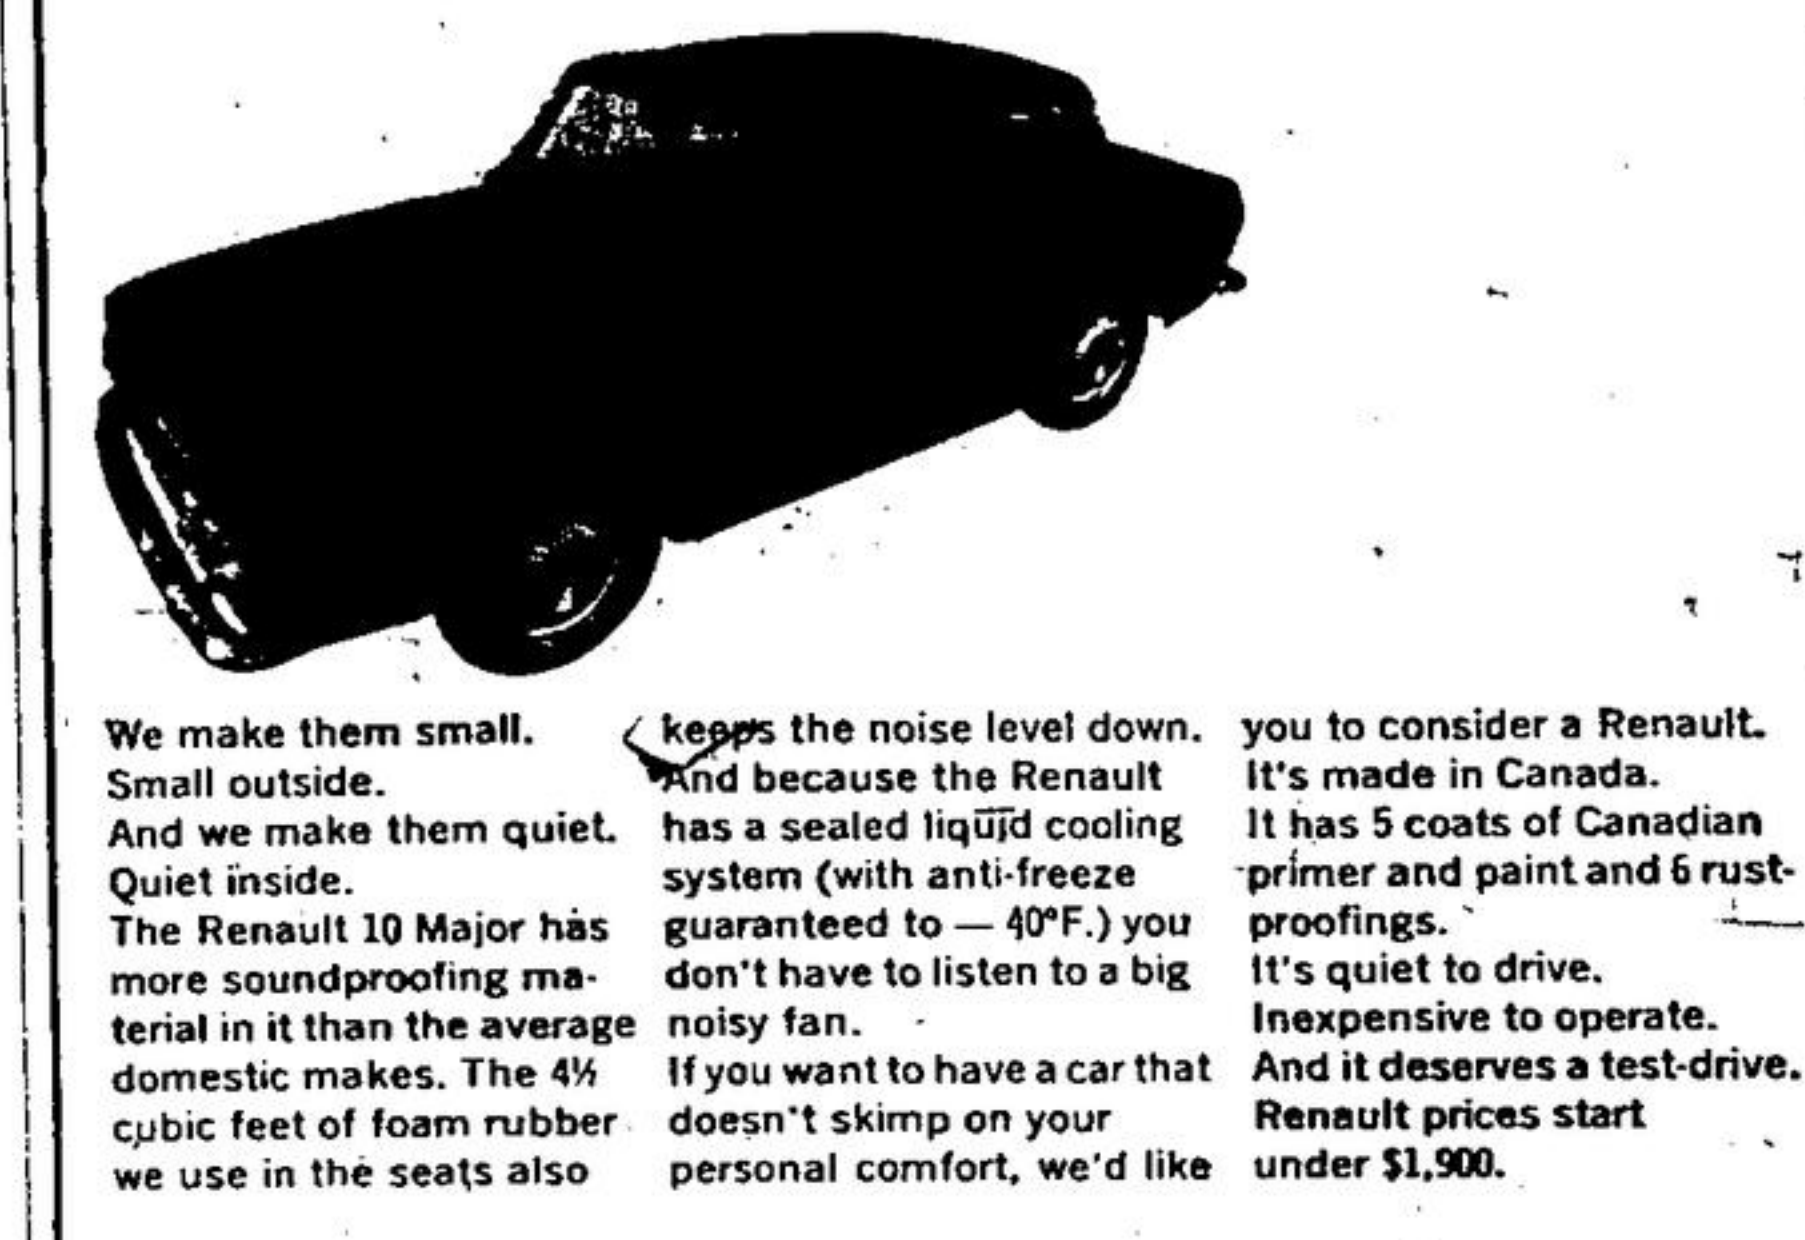 We make them small.
Small outside.
And we make them quiet.
Quiet inside.
The Renault 10 Major has
more soundproofing ma-
terial in it than the average
domestic makes. The 4½
cubic feet of foam rubber
we use in the seats also
keeps the noise level down.
And because the Renault
has a sealed liquid cooling
system (with anti-freeze
guaranteed to — 40°F.) you
don't have to listen to a big
noisy fan.
If you want to have a car that
doesn't skimp on your
personal comfort, we'd like
you to consider a Renault.
It's made in Canada.
It has 5 coats of Canadian
primer and paint and 6 rust-
proofings.
It's quiet to drive.
Inexpensive to operate.
And it deserves a test-drive.
Renault prices start
under $1,900.